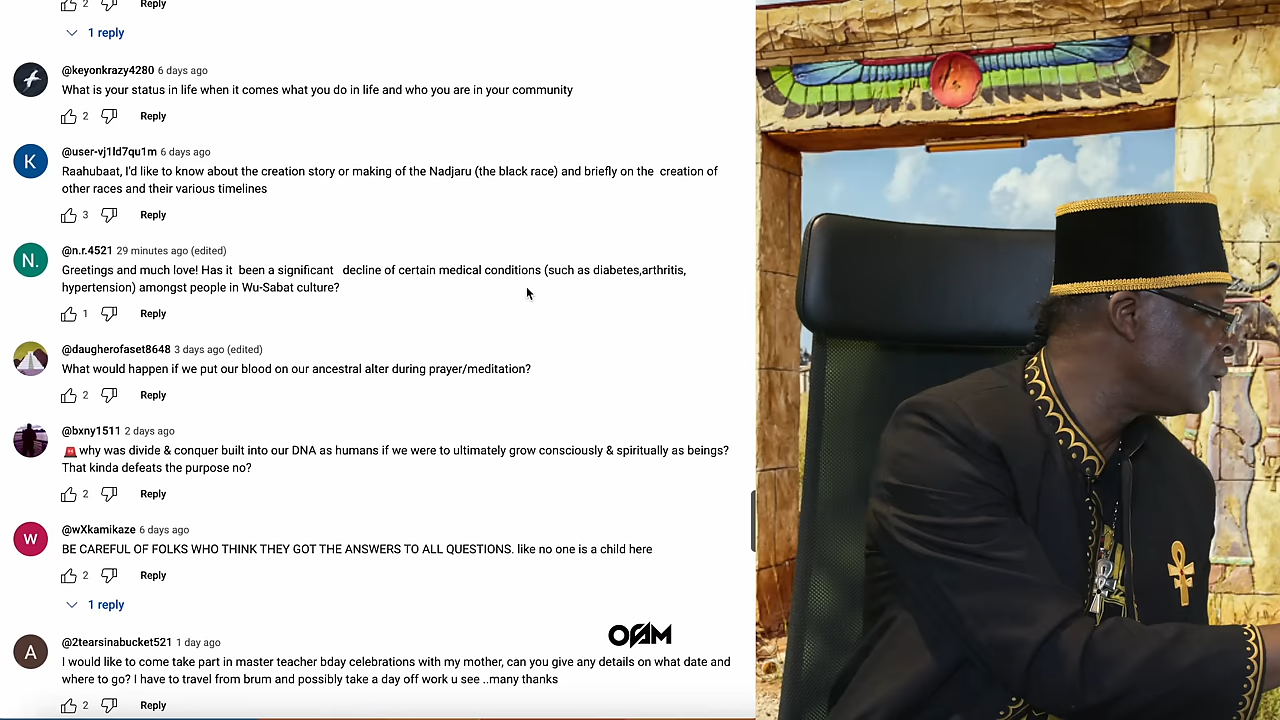 2 Reply
1 reply
@keyonkrazy4280 6 days ago
What is your status in life when it comes what you do in life and who you are in your community
2 Reply
K
@user-vj1ld7qu1m 6 days ago
Raahubaat, I'd like to know about the creation story or making of the Nadjaru (the black race) and briefly on the creation of
other races and their various timelines
3 Reply
N.
@n.r.4521 29 minutes ago (edited)
Greetings and much love! Has it been a significant decline of certain medical conditions (such as diabetes,arthritis,
hypertension) amongst people in Wu-Sabat culture?
1 Reply
@daugherofaset8648 3 days ago (edited)
What would happen if we put our blood on our ancestral alter during prayer/meditation?
2 Reply
@bxny1511 2 days ago
🚨why was divide & conquer built into our DNA as humans if we were to ultimately grow consciously & spiritually as beings?
That kinda defeats the purpose no?
2 Reply
W
@wXkamikaze 6 days ago
BE CAREFUL OF FOLKS WHO THINK THEY GOT THE ANSWERS TO ALL QUESTIONS. like no one is a child here
2 Reply
1 reply
OFAM
A
@2tearsinabucket521 1 day ago
I would like to come take part in master teacher bday celebrations with my mother, can you give any details on what date and
where to go? I have to travel from brum and possibly take a day off work u see ..many thanks
2 Reply